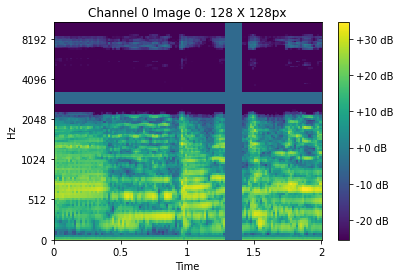 Channel 0 Image 0: 128 X 128px
Hz
8192
4096
2048
1024
512
0
0
0.5
1
1.5
2
Time
+30 dB
+20 dB
+10 dB
+0 dB
-10 dB
-20 dB